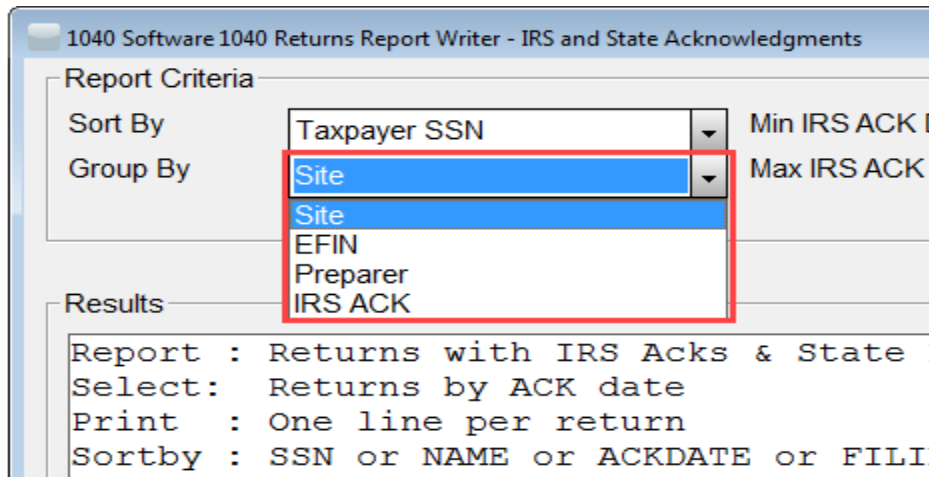 1040 Software 1040 Returns Report Writer - IRS and State Acknowledgments
Report Criteria
Sort By Taxpayer SSN Min IRS ACK
Group By Site Max IRS ACK
Site
EFIN
Preparer
IRS ACK
Results
Report : Returns with IRS Acks & State
Select: Returns by ACK date
Print : One line per return
Sortby : SSN or NAME or ACKDATE or